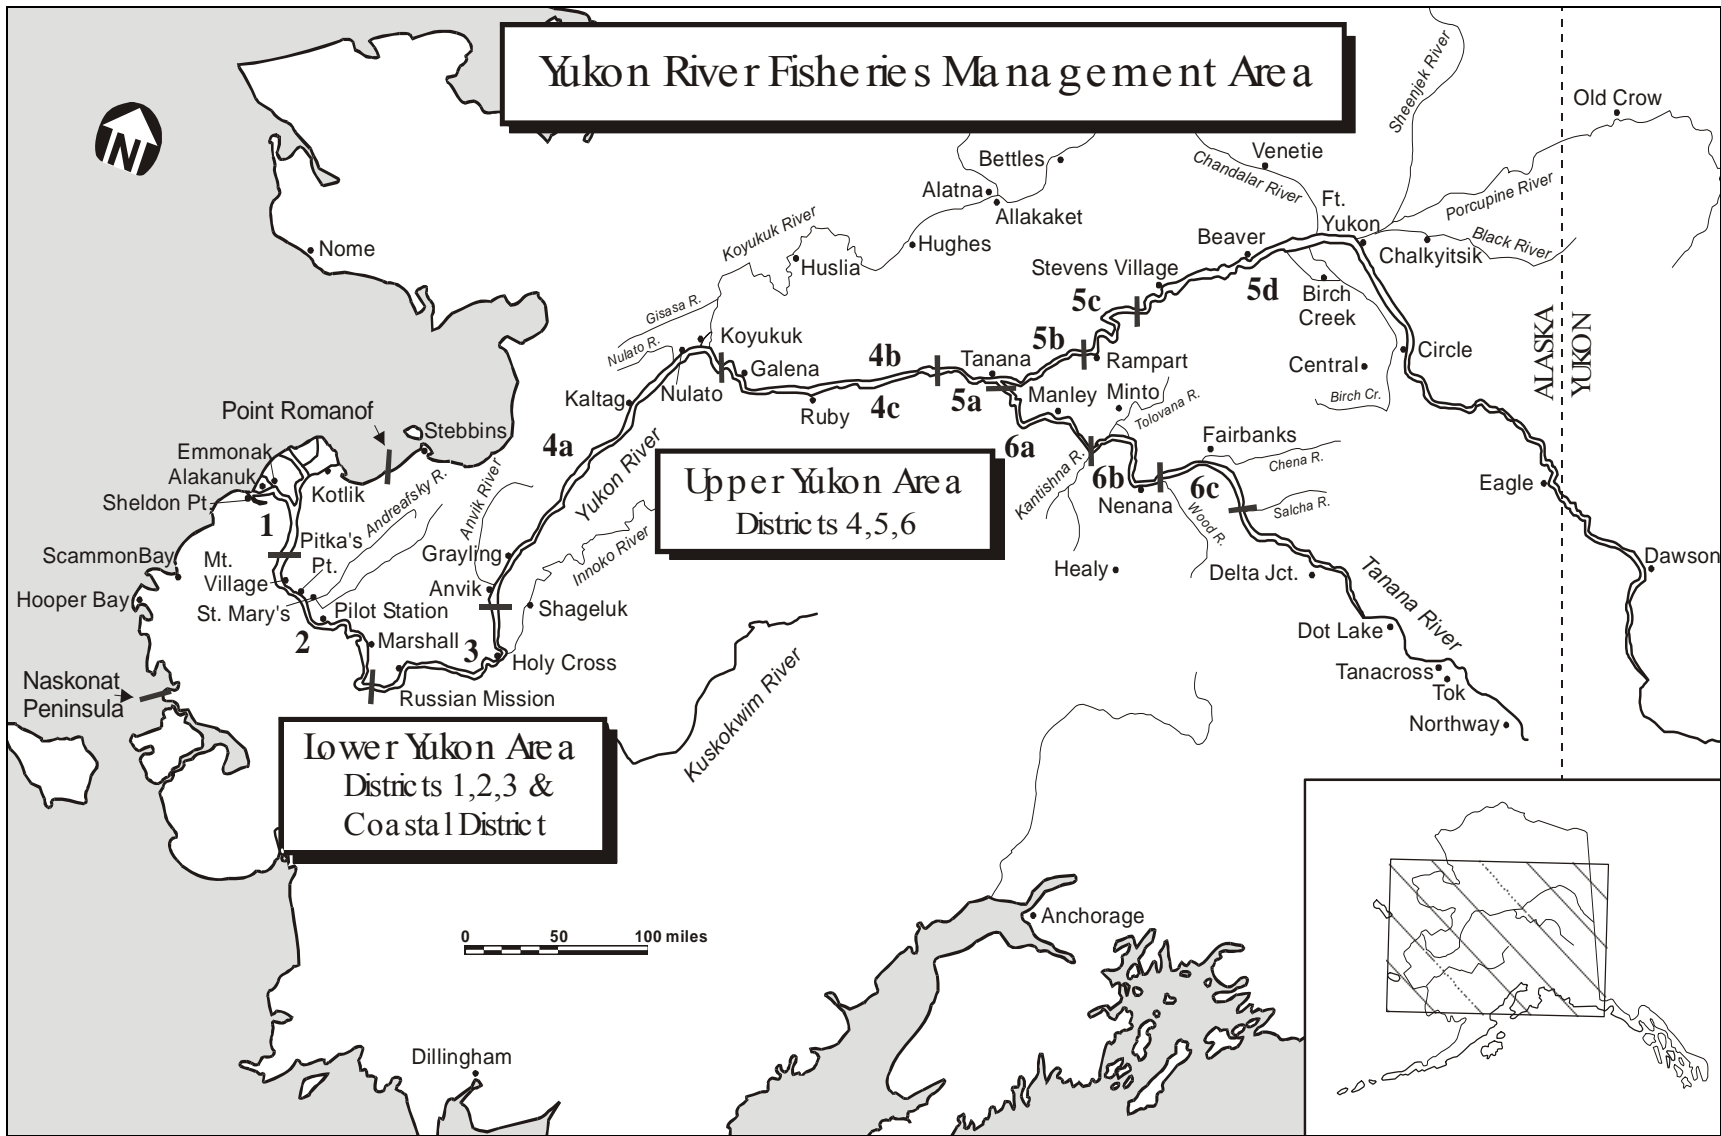 Yukon River Fisheries Management Area
N
Sheenjek River
Old Crow
Venetie
Chandalar River
Bettles
Alatna
Allakaket
Porcupine River
Ft.
Yukon
Koyukuk River
Hughes
Beaver
Black River
Chalkyitsik
Nome
Huslia
Stevens Village
5c
5d
Birch
Creek
Gisasa R.
Nulato R.
Koyukuk
5b
ALASKA
YUKON
4b
Tanana
Rampart
Circle
Galena
Central
Kaltag
Nulato
Ruby
4c
5a
Manley
Minto
Birch Cr.
Tolovana R.
Point Romanof
Stebbins
4a
6a
Fairbanks
Emmonak
Alakanuk
Sheldon Pt.
Kotlik
Andreafsky R.
Anvik River
Yukon River
Upper Yukon Area
Districts 4,5,6
Kantishna R.
6b
Nenana
6c
Chena R.
Salcha R.
Wood R.
Eagle
1
Pitka's
Pt.
Grayling
Innoko River
ScammonBay
Mt.
Village
Hooper Bay
St. Mary's
Anvik
Shageluk
Healy
Delta Jct.
Tanana River
Dawson
Pilot Station
2
Marshall
3
Holy Cross
Dot Lake
Naskonat
Peninsula
Russian Mission
Tanacross
Tok
Northway
Lower Yukon Area
Districts 1,2,3 &
Coastal District
Kuskokwim River
Anchorage
0 50 100 miles
Dillingham